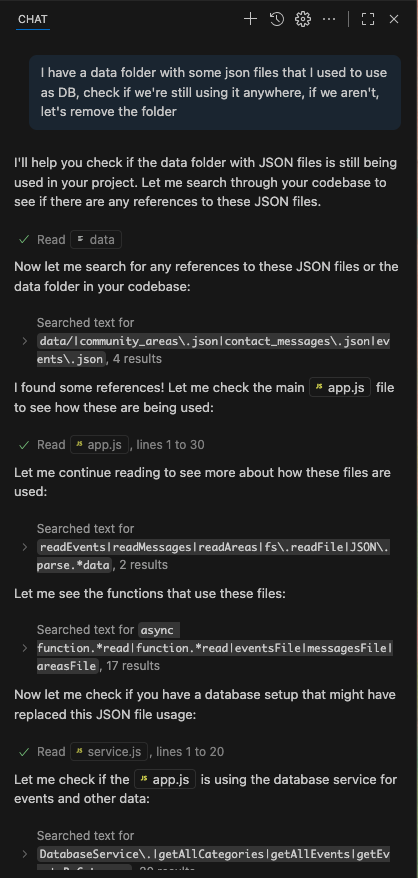 CHAT
I have a data folder with some json files that I used to use
as DB, check if we're still using it anywhere, if we aren't,
let's remove the folder
I'll help you check if the data folder with JSON files is still being
used in your project. Let me search through your codebase to
see if there are any references to these JSON files.
Read data
Now let me search for any references to these JSON files or the
data folder in your codebase:
Searched text for
data/|community_areas\.json|contact_messages\.json|ev
ents\.json, 4 results
I found some references! Let me check the main JS app.js file
to see how these are being used:
Read JS app.js, lines 1 to 30
Let me continue reading to see more about how these files are
used:
Searched text for
readEvents|readMessages|readAreas|fs\.readFile|JSON\.
parse.*data, 2 results
Let me see the functions that use these files:
Searched text for async
function.*read|function.*read|eventsFile|messagesFile|
areasFile, 17 results
Now let me check if you have a database setup that might have
replaced this JSON file usage:
Read JS service.js, lines 1 to 20
Let me check if the JS app.js is using the database service for
events and other data:
Searched text for
DatabaseService\.|getAllCategories|getAllEvents|getEv